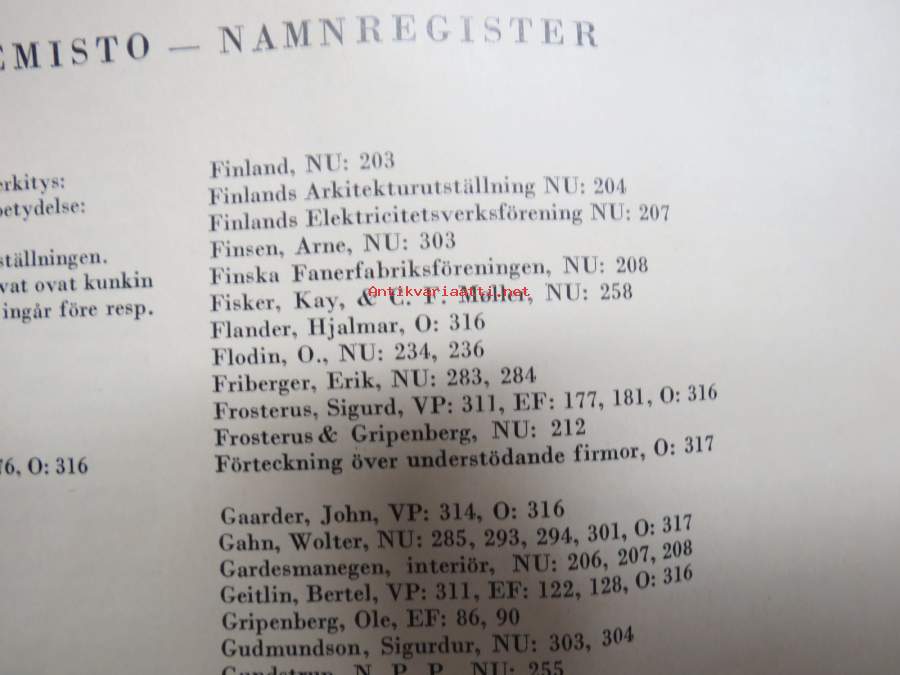 EMISTO — NAMNREGISTER
erkitys:
betydelse:
ställningen.
vat ovat kunkin
ingår före resp.
76, O: 316
Finland, NU: 203
Finlands Arkitekturutställning NU: 204
Finlands Elektricitetsverksförening NU: 207
Finsen, Arne, NU: 303
Finska Fanerfabriksföreningen, NU: 208
Fisker, Kay, & C. F. Møller, NU: 258
Antikvariaatti.net
Flander, Hjalmar, O: 316
Flodin, O., NU: 234, 236
Friberger, Erik, NU: 283, 284
Frosterus, Sigurd, VP: 311, EF: 177, 181, O: 316
Frosterus & Gripenberg, NU: 212
Förteckning över understödande firmor, O: 317
Gaarder, John, VP: 314, O: 316
Gahn, Wolter, NU: 285, 293, 294, 301, O: 317
Gardesmanegen, interiör, NU: 206, 207, 208
Geitlin, Bertel, VP: 311, EF: 122, 128, O: 316
Gripenberg, Ole, EF: 86, 90
Gudmundson, Sigurdur, NU: 303, 304
Gundstrup, N. P. P., NU: 255